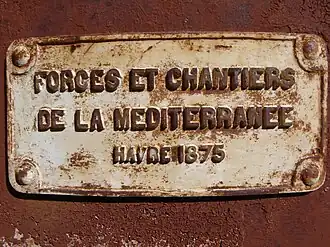 FORGES ET CHANTIERS
DE LA MEDITERRANEE
HAVRE 1875